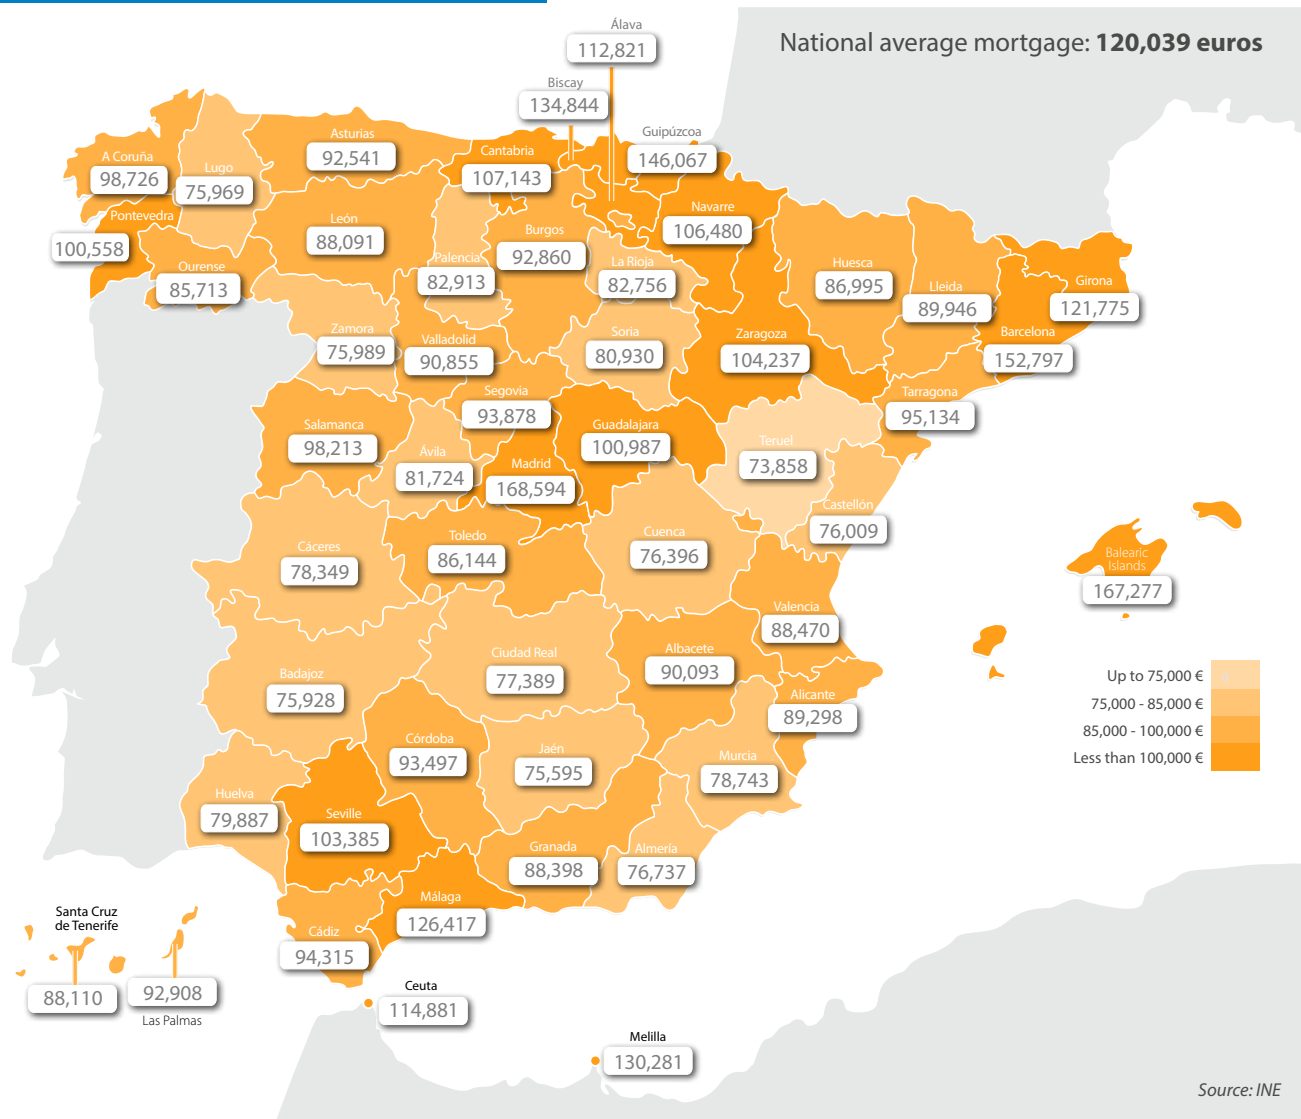 National average mortgage: 120,039 euros
Álava
112,821
Biscay
134,844
Guipúzcoa
146,067
Asturias
92,541
Cantabria
107,143
A Coruña
98,726
Lugo
75,969
Pontevedra
100,558
Ourense
85,713
León
88,091
Palencia
82,913
Burgos
92,860
La Rioja
82,756
Navarre
106,480
Huesca
86,995
Lleida
89,946
Girona
121,775
Barcelona
152,797
Zamora
75,989
Valladolid
90,855
Soria
80,930
Zaragoza
104,237
Tarragona
95,134
Segovia
93,878
Salamanca
98,213
Ávila
81,724
Madrid
168,594
Guadalajara
100,987
Teruel
73,858
Castellón
76,009
Cáceres
78,349
Toledo
86,144
Cuenca
76,396
Balearic
Islands
167,277
Valencia
88,470
Badajoz
75,928
Ciudad Real
77,389
Albacete
90,093
Alicante
89,298
Córdoba
93,497
Jaén
75,595
Murcia
78,743
Huelva
79,887
Seville
103,385
Granada
88,398
Almería
76,737
Málaga
126,417
Cádiz
94,315
Santa Cruz
de Tenerife
88,110
92,908
Las Palmas
Ceuta
114,881
Melilla
130,281
Up to 75,000 €
75,000 - 85,000 €
85,000 - 100,000 €
Less than 100,000 €
Source: INE